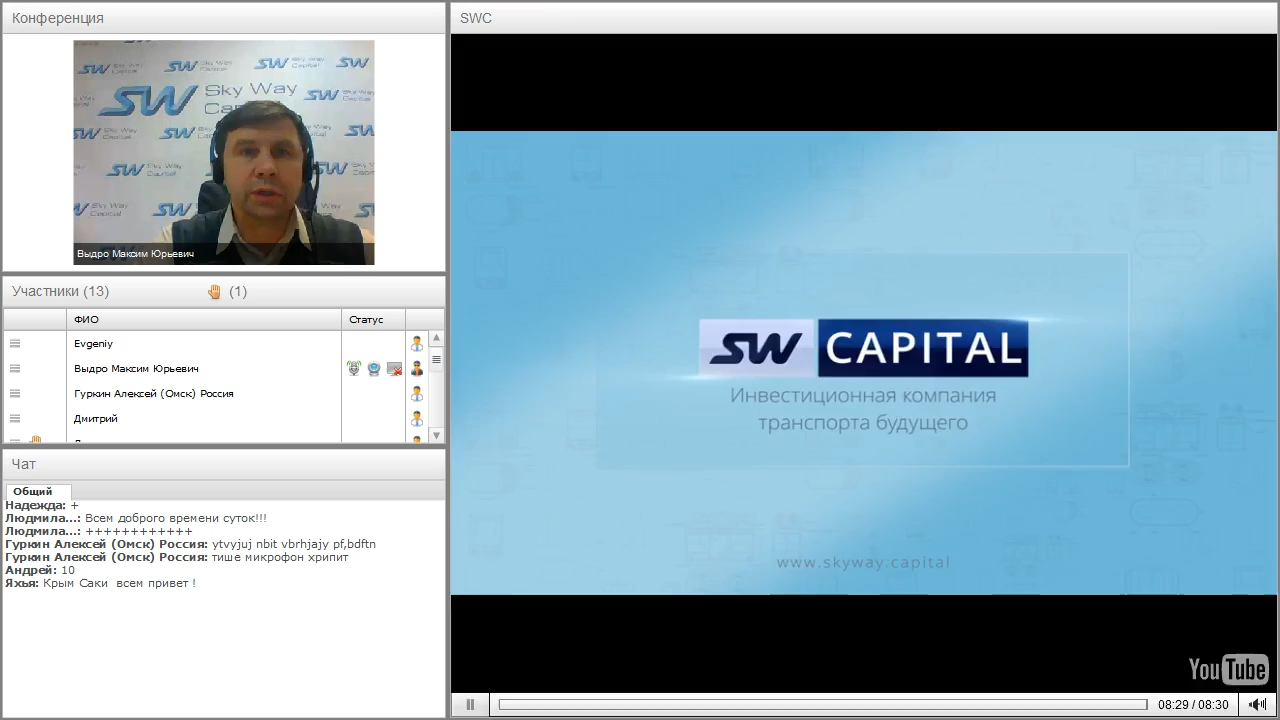 Конференция
SW Sky Way Capital
Выдро Максим Юрьевич
Участники (13) (1)
ФИО Статус
Evgeniy
Выдро Максим Юрьевич
Гуркин Алексей (Омск) Россия
Дмитрий
Чат
Общий
Надежда: +
Людмила...: Всем доброго времени суток!!!
Людмила...: ++++++++++++
Гуркин Алексей (Омск) Россия: ytvyjuj nbit vbrhjajy pf,bdftn
Гуркин Алексей (Омск) Россия: тише микрофон хрипит
Андрей: 10
Яхья: Крым Саки всем привет !
SWC
SW CAPITAL
Инвестиционная компания
транспорта будущего
www.skyway.capital
YouTube
08:29 / 08:30